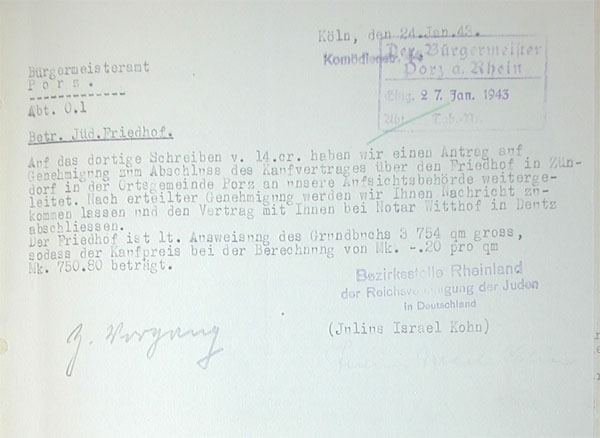 Köln, den 24.Jan.43.
Komödienstr.
Der Bürgermeister
Porz a. Rhein
Eing. 27. Jan. 1943
Abt. Tgb.-Nr.
Bürgermeisteramt
P o r z .
-------------
Abt. 0.1
Betr. Jüd.Friedhof.
Auf das dortige Schreiben v. 14.cr. haben wir einen Antrag auf
Genehmigung zum Abschluss des Kaufvertrages über den Friedhof in Zün-
dorf in der Ortsgemeinde Porz an unsere Aufsichtsbehörde weiterge-
leitet. Nach erteilter Genehmigung werden wir Ihnen Nachricht zu-
kommen lassen und den Vertrag mit Ihnen bei Notar Witthof in Deutz
abschliessen.
Der Friedhof ist lt. Ausweisung des Grundbuchs 3 754 qm gross,
sodass der Kaufpreis bei der Berechnung von Mk. -.20 pro qm
Mk. 750.80 beträgt.
Bezirksstelle Rheinland
der Reichsvereinigung der Juden
in Deutschland
(Julius Israel Kohn)
z. Vorgang